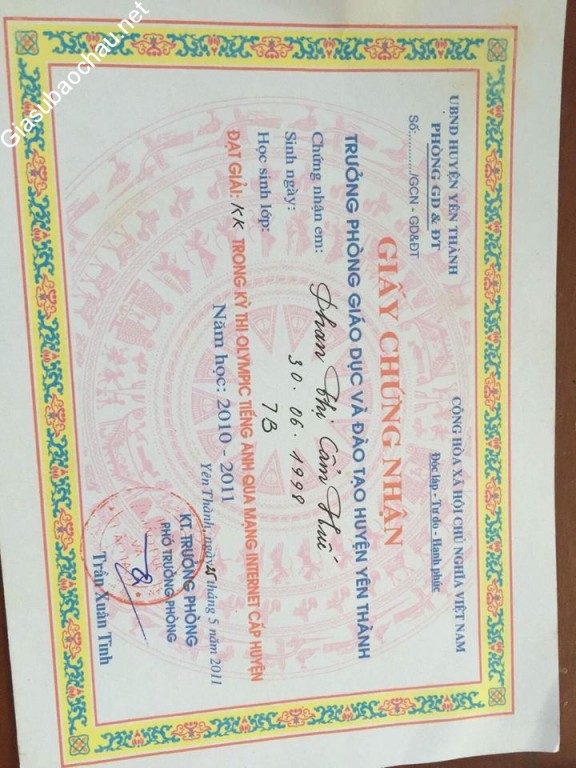 Giasubaochau.net
UBND HUYỆN YÊN THÀNH
PHÒNG GD & ĐT
Số:........../GCN - GD&ĐT
CỘNG HÒA XÃ HỘI CHỦ NGHĨA VIỆT NAM
Độc lập - Tự do - Hạnh phúc
GIẤY CHỨNG NHẬN
TRƯỞNG PHÒNG GIÁO DỤC VÀ ĐÀO TẠO HUYỆN YÊN THÀNH
Chứng nhận em: Phan Thị Cẩm
Sinh ngày: 30.06.1998
Học sinh lớp: 7B
ĐẠT GIẢI: KK TRONG KỲ THI OLYMPIC TIẾNG ANH QUA MẠNG INTERNET CẤP HUYỆN
Năm học: 2010 - 2011
Yên Thành, ngày tháng 5 năm 2011
KT. TRƯỞNG PHÒNG
PHÓ TRƯỞNG PHÒNG
Trần Xuân Tình